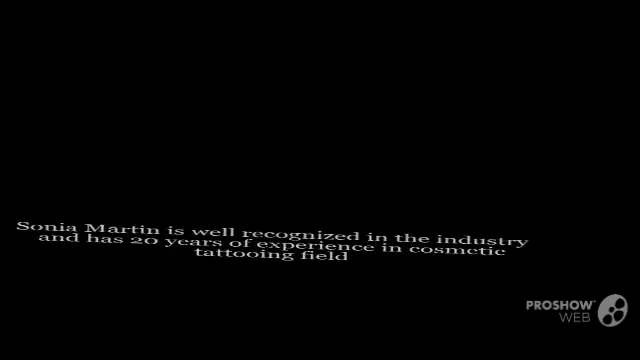 Sonia Martin is well recognized in the industry
and has 20 years of experience in cosmetic
tattooing field
PROSHOW
WEB